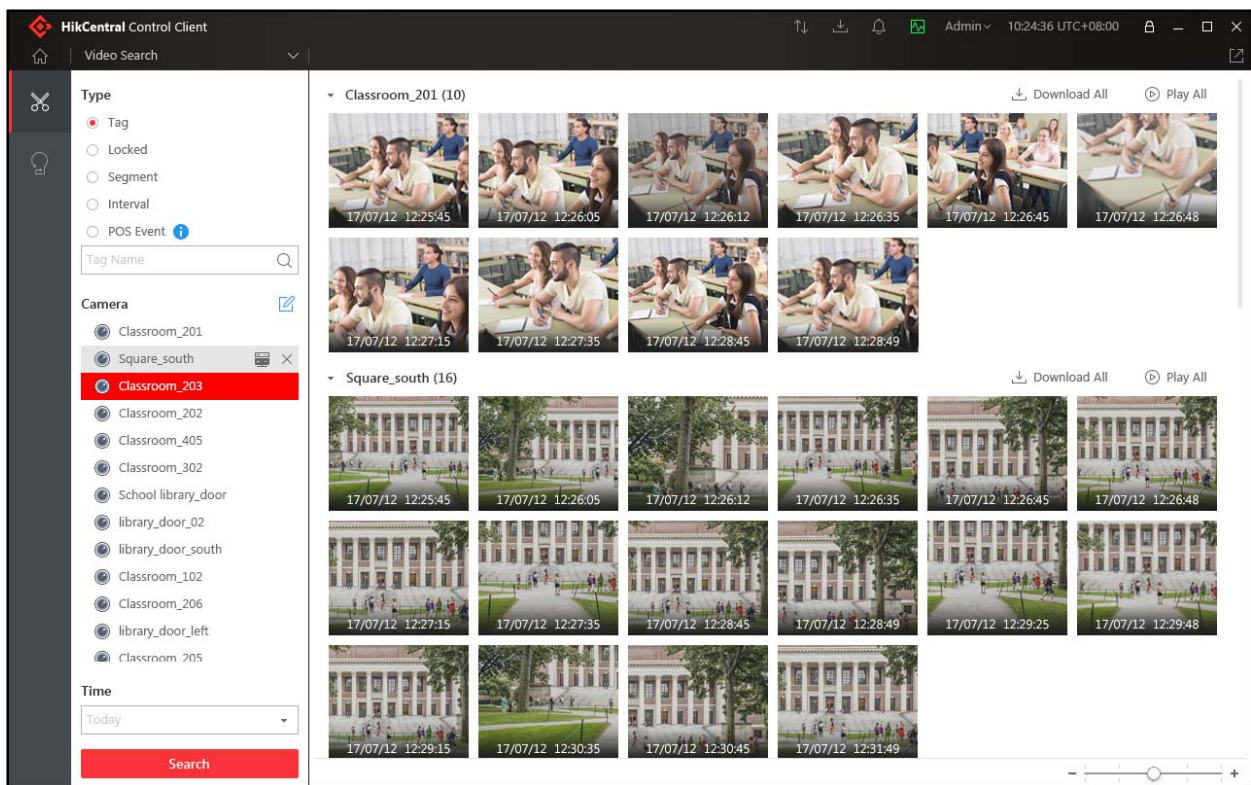 HikCentral Control Client
Admin
10:24:36 UTC+08:00
Video Search
Type
Tag
Locked
Segment
Interval
POS Event
Tag Name
Camera
Classroom_201
Square_south
Classroom_203
Classroom_202
Classroom_405
Classroom_302
School library_door
library_door_02
library_door_south
Classroom_102
Classroom_206
library_door_left
Classroom_205
Time
Today
Search
Classroom_201 (10) Download All Play All
17/07/12 12:25:45 17/07/12 12:26:05 17/07/12 12:26:12 17/07/12 12:26:35 17/07/12 12:26:45 17/07/12 12:26:48
17/07/12 12:27:15 17/07/12 12:27:35 17/07/12 12:28:45 17/07/12 12:28:49
Square_south (16) Download All Play All
17/07/12 12:25:45 17/07/12 12:26:05 17/07/12 12:26:12 17/07/12 12:26:35 17/07/12 12:26:45 17/07/12 12:26:48
17/07/12 12:27:15 17/07/12 12:27:35 17/07/12 12:28:45 17/07/12 12:28:49 17/07/12 12:29:25 17/07/12 12:29:48
17/07/12 12:29:15 17/07/12 12:30:35 17/07/12 12:30:45 17/07/12 12:31:49